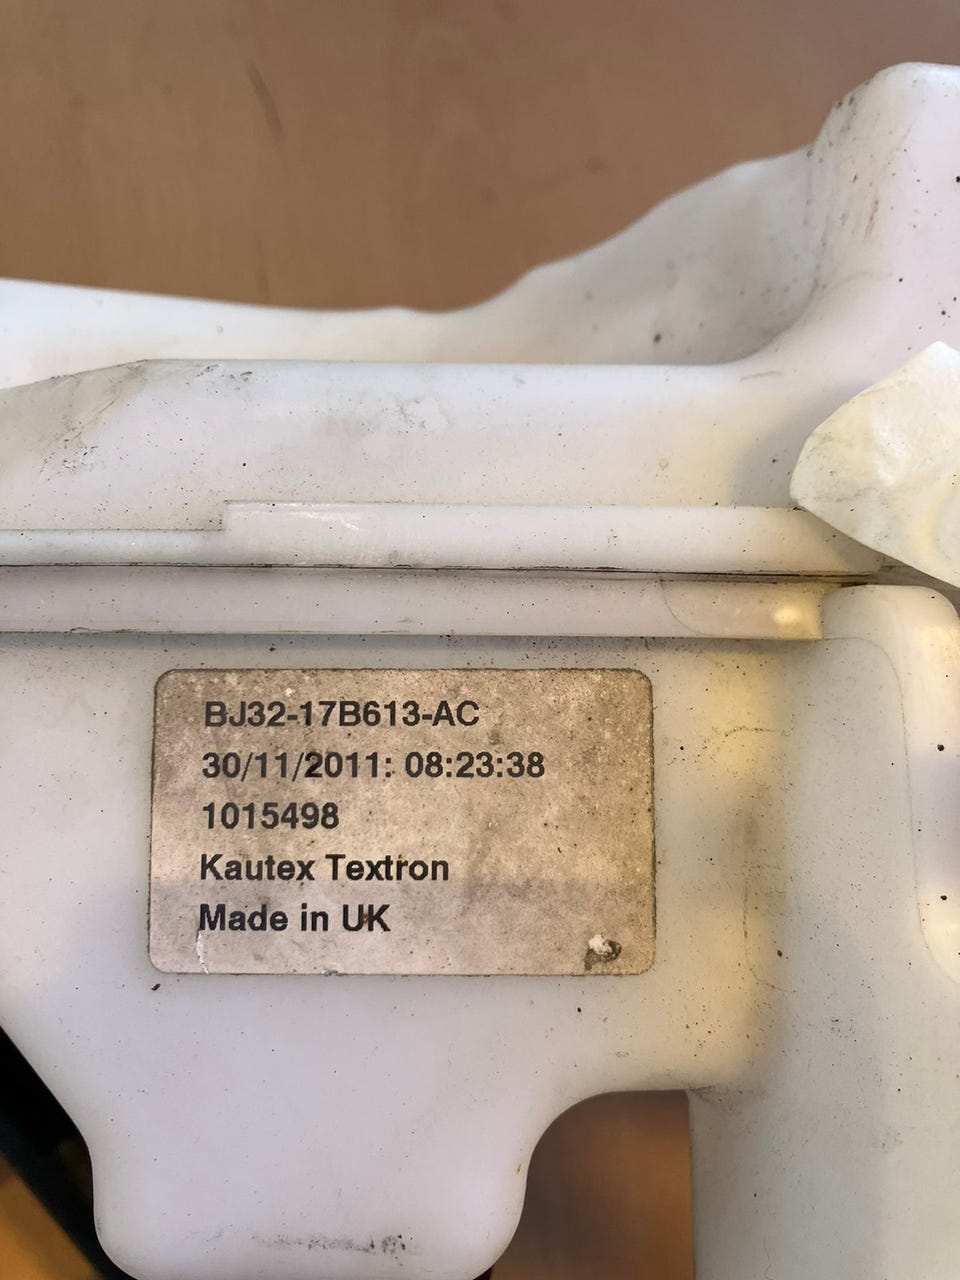 BJ32-17B613-AC
30/11/2011: 08:23:38
1015498
Kautex Textron
Made in UK